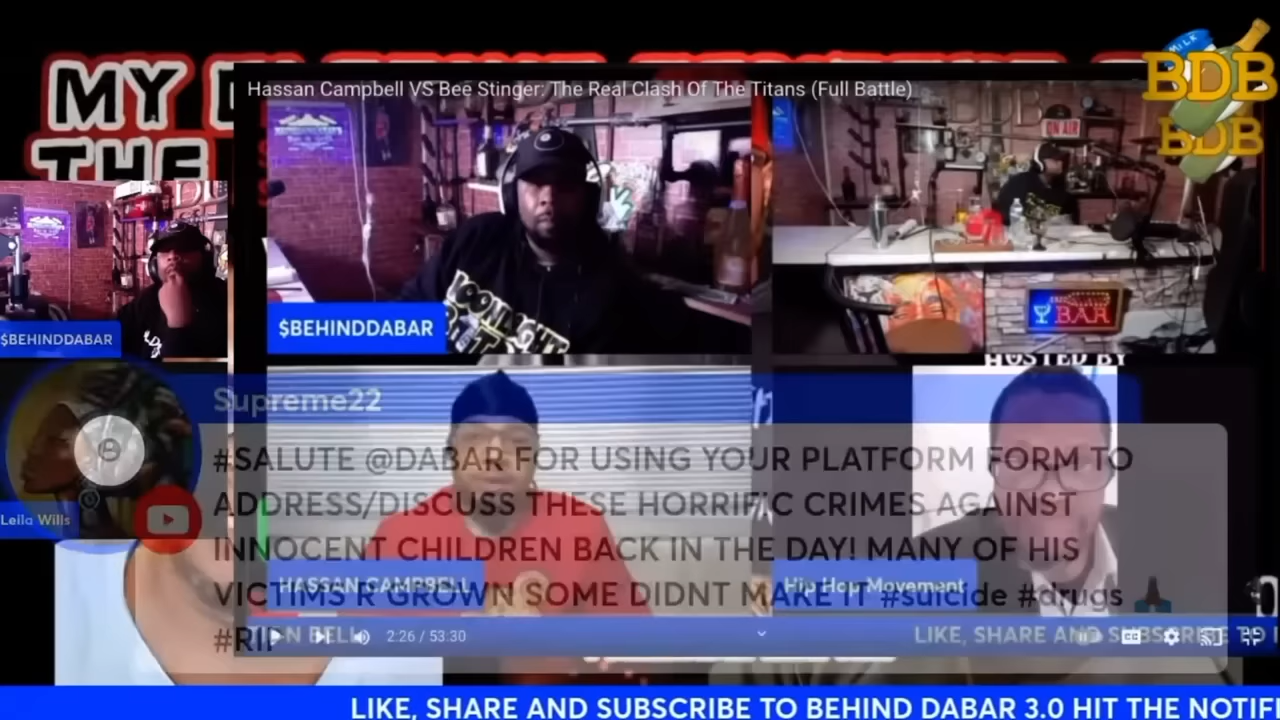 MY
THE
BDB
BDB
MILK
Hassan Campbell VS Bee Stinger: The Real Clash Of The Titans (Full Battle)
ON AIR
$BEHINDDABAR
$BEHINDDABAR
BAR
HOSTED BY
Supreme22
#SALUTE @DABAR FOR USING YOUR PLATFORM FORM TO
ADDRESS/DISCUSS THESE HORRIFIC CRIMES AGAINST
INNOCENT CHILDREN BACK IN THE DAY! MANY OF HIS
VICTIMS R GROWN SOME DIDNT MAKE IT #suicide #drugs 🙏🏿
#RIP
Leila Wills
HASSAN CAMPBELL
Hip Hop Movement
2:26 / 53:30
LIKE, SHARE AND SUBSCRIBE TO
CC
LIKE, SHARE AND SUBSCRIBE TO BEHIND DABAR 3.0 HIT THE NOTIF